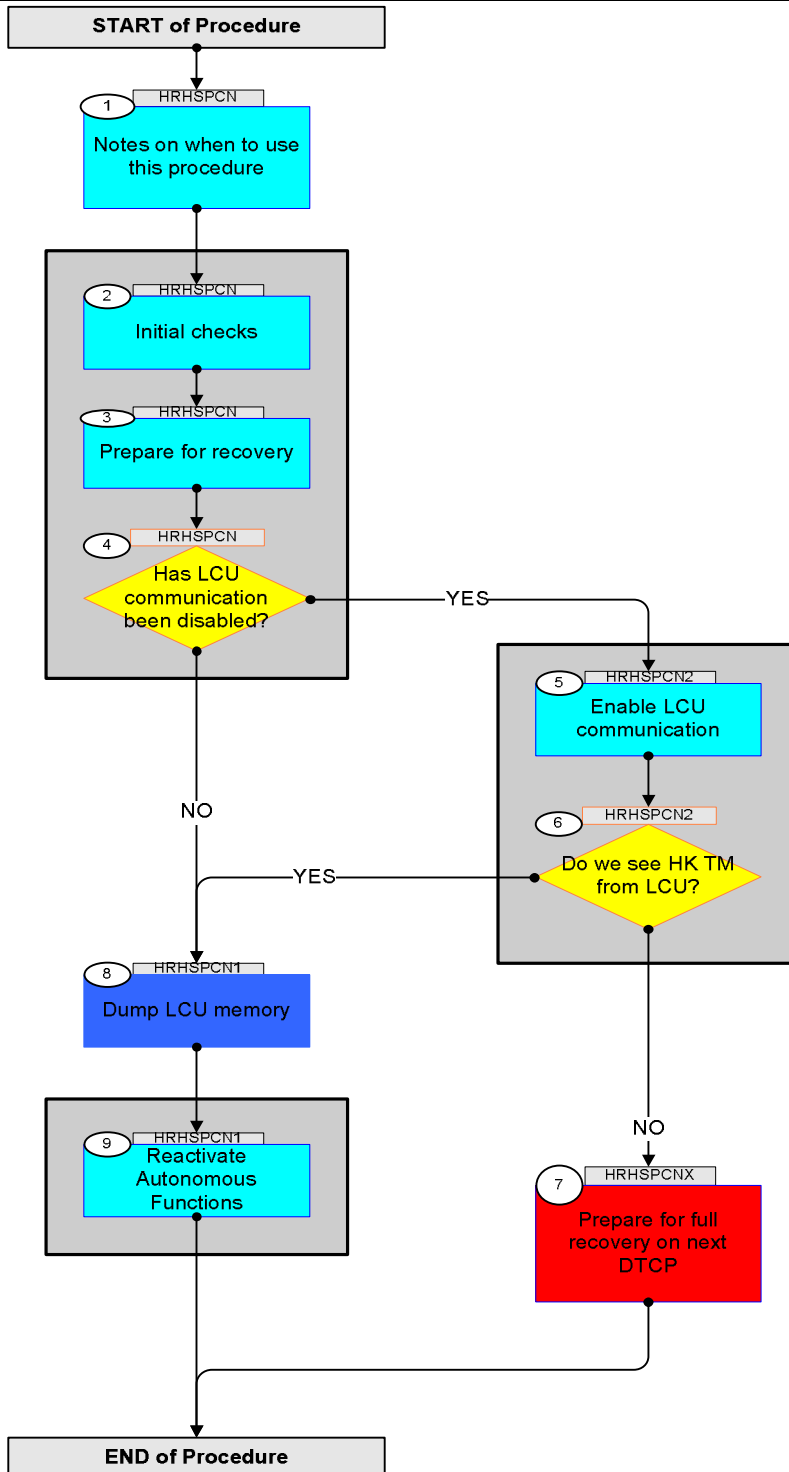 START of Procedure
HRHSPCN
1
Notes on when to use
this procedure
HRHSPCN
2
Initial checks
HRHSPCN
3
Prepare for recovery
HRHSPCN
4
Has LCU
communication
been disabled?
YES
HRHSPCN2
5
Enable LCU
communication
NO
HRHSPCN2
6
Do we see HK TM
from LCU?
YES
HRHSPCN1
8
Dump LCU memory
NO
HRHSPCN1
9
Reactivate
Autonomous
Functions
HRHSPCNX
7
Prepare for full
recovery on next
DTCP
END of Procedure